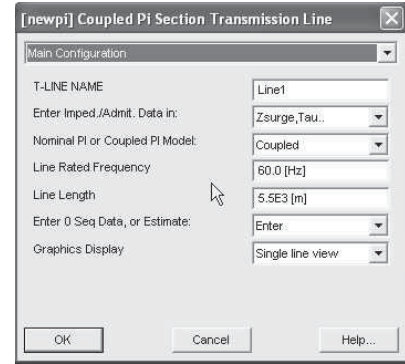 [newpi] Coupled Pi Section Transmission Line
Main Configuration
T-LINE NAME Line1
Enter Imped./Admit. Data in: Zsurge,Tau..
Nominal PI or Coupled PI Model: Coupled
Line Rated Frequency 60.0 [Hz]
Line Length 5.5E3 [m]
Enter 0 Seq Data, or Estimate: Enter
Graphics Display Single line view
OK Cancel Help...